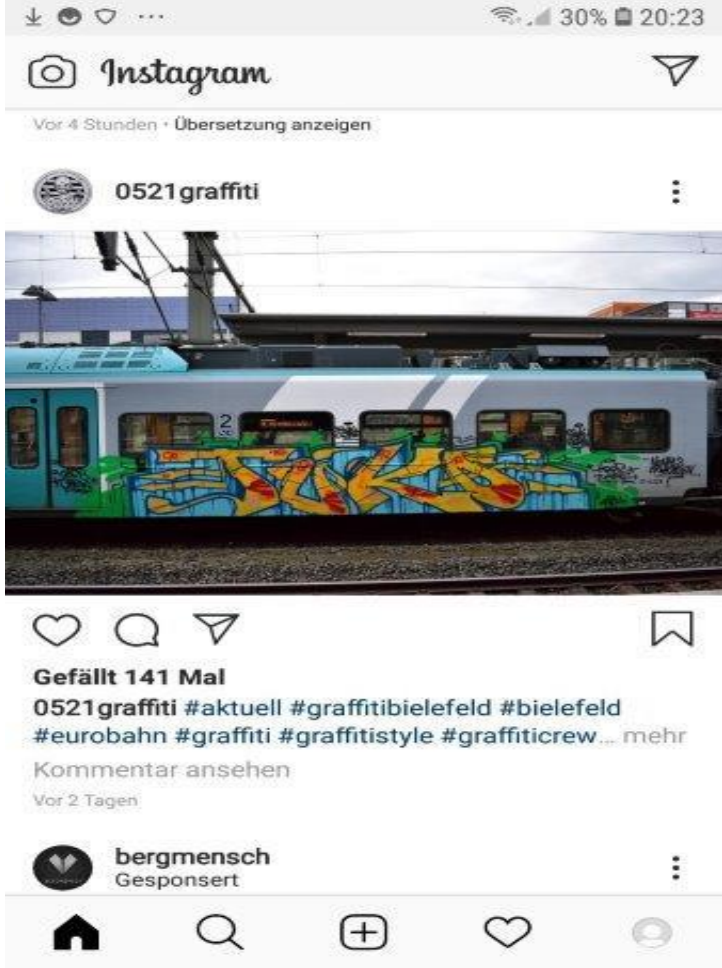 30% 20:23
Instagram
Vor 4 Stunden • Übersetzung anzeigen
0521graffiti
2
Gefällt 141 Mal
0521graffiti #aktuell #graffitibielefeld #bielefeld
#eurobahn #graffiti #graffitistyle #graffiticrew... mehr
Kommentar ansehen
Vor 2 Tagen
bergmensch
Gesponsert